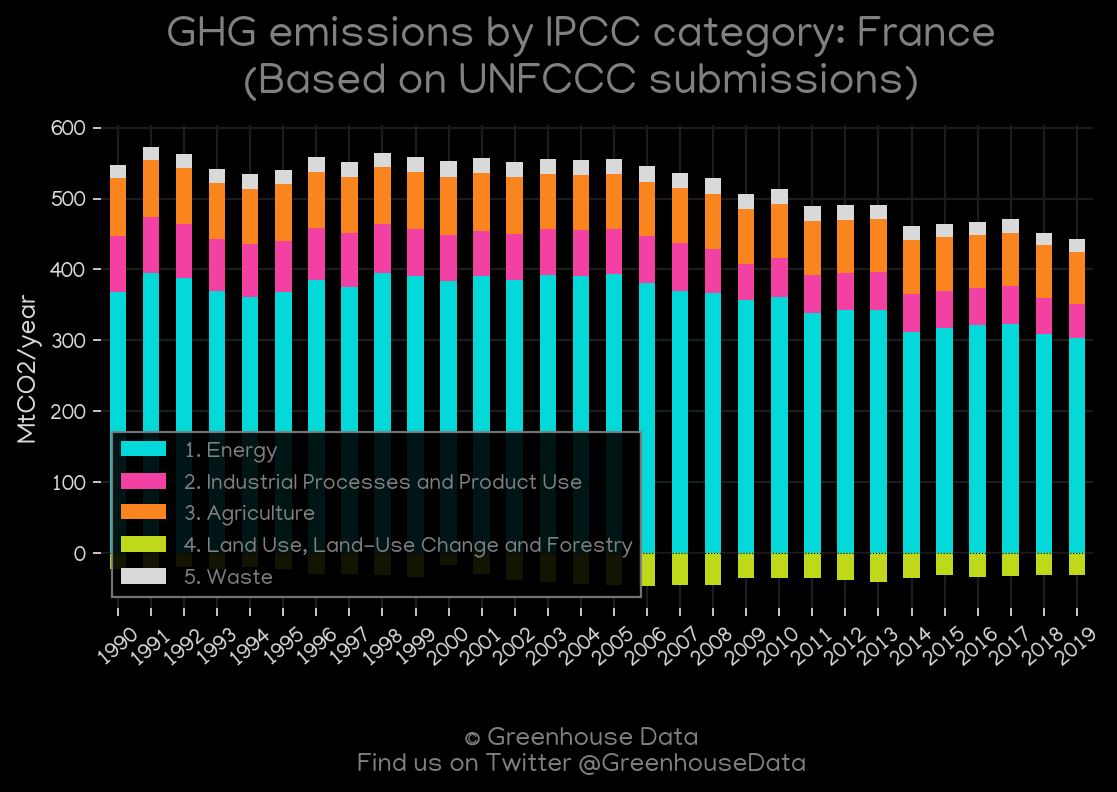 GHG emissions by IPCC category: France
(Based on UNFCCC submissions)
MtCO2/year
600
500
400
300
200
100
0
1. Energy
2. Industrial Processes and Product Use
3. Agriculture
4. Land Use, Land-Use Change and Forestry
5. Waste
1990 1991 1992 1993 1994 1995 1996 1997 1998 1999 2000 2001 2002 2003 2004 2005 2006 2007 2008 2009 2010 2011 2012 2013 2014 2015 2016 2017 2018 2019
© Greenhouse Data
Find us on Twitter @GreenhouseData